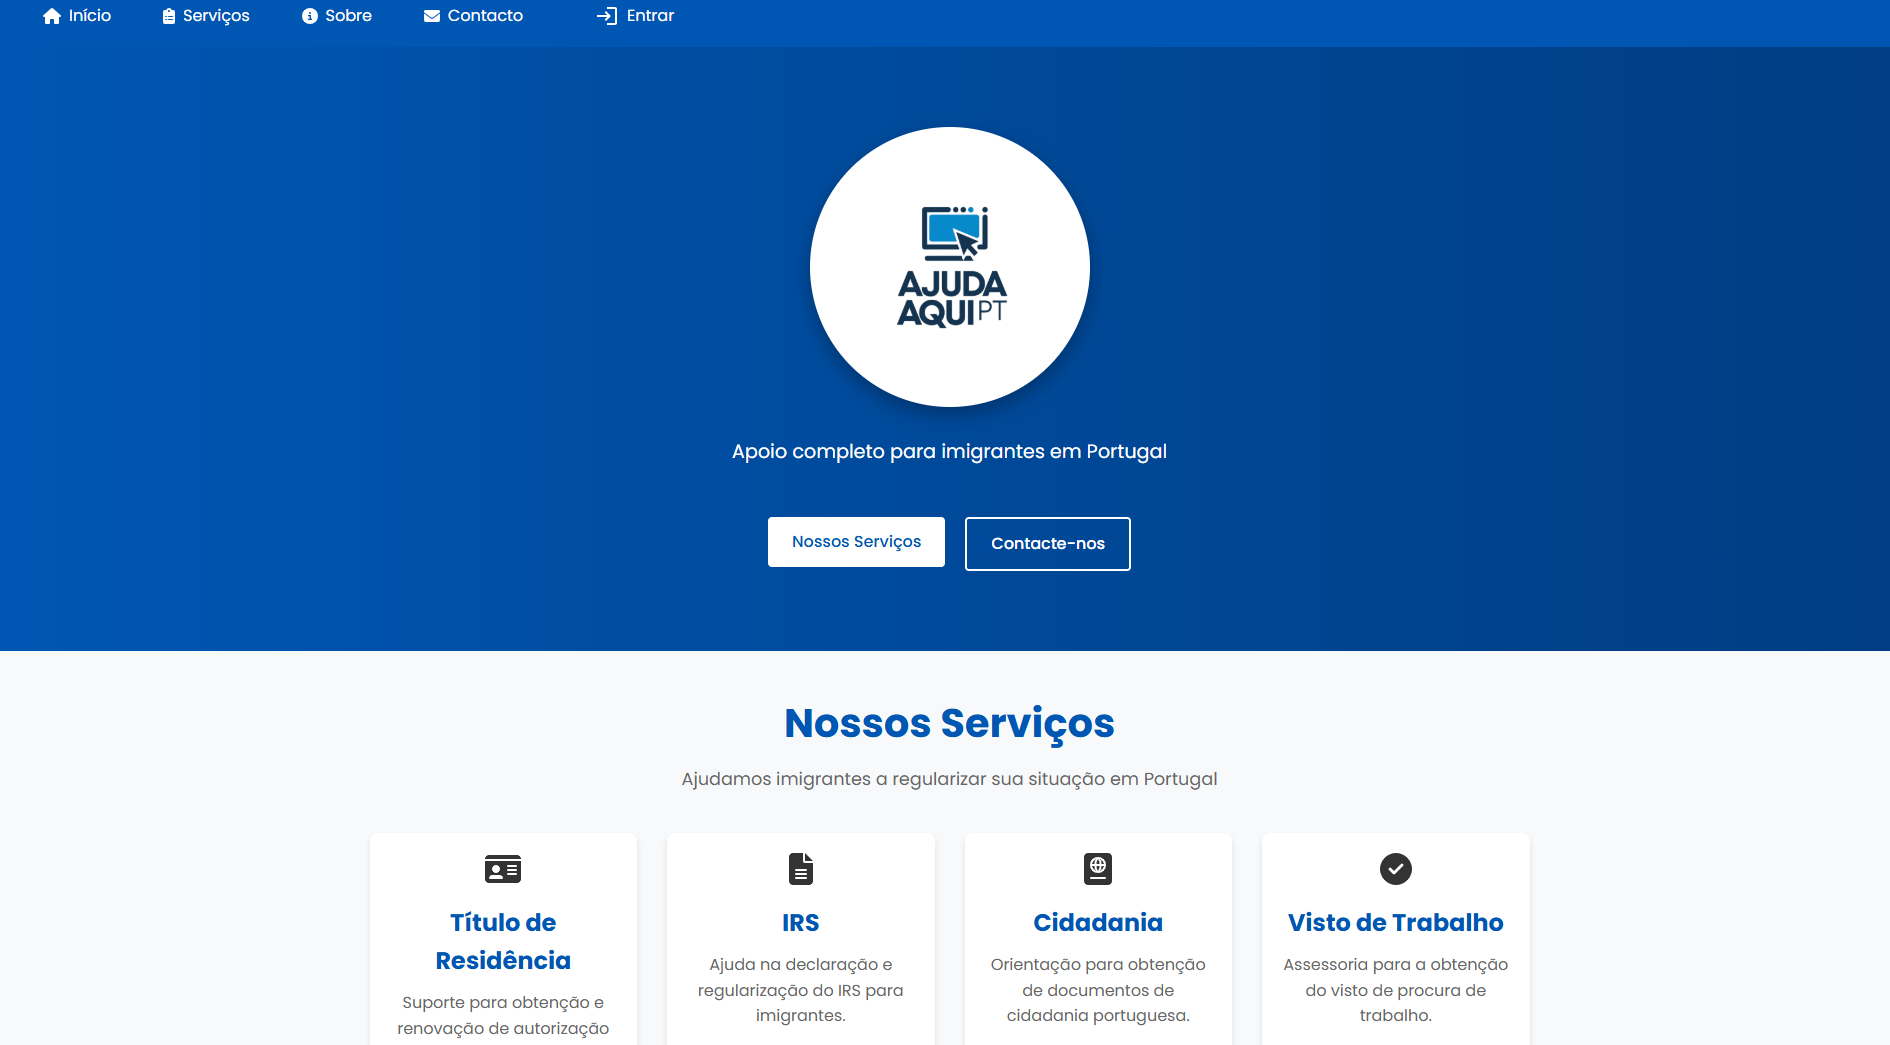 Início Serviços Sobre Contacto Entrar
AJUDA
AQUI PT
Apoio completo para imigrantes em Portugal
Nossos Serviços Contacte-nos
Nossos Serviços
Ajudamos imigrantes a regularizar sua situação em Portugal
Título de
Residência
Suporte para obtenção e
renovação de autorização
IRS
Ajuda na declaração e
regularização do IRS para
imigrantes.
Cidadania
Orientação para obtenção
de documentos de
cidadania portuguesa.
Visto de Trabalho
Assessoria para a obtenção
do visto de procura de
trabalho.